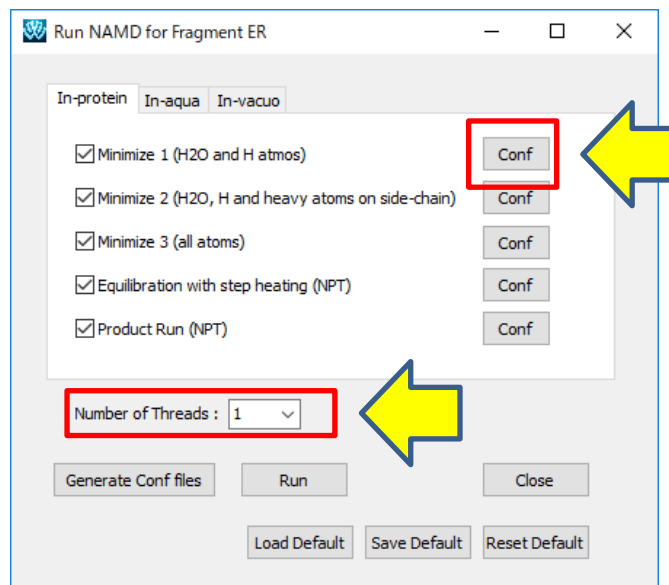 Run NAMD for Fragment ER
In-protein In-aqua In-vacuo
Minimize 1 (H2O and H atmos) Conf
Minimize 2 (H2O, H and heavy atoms on side-chain) Conf
Minimize 3 (all atoms) Conf
Equilibration with step heating (NPT) Conf
Product Run (NPT) Conf
Number of Threads : 1
Generate Conf files Run Close
Load Default Save Default Reset Default